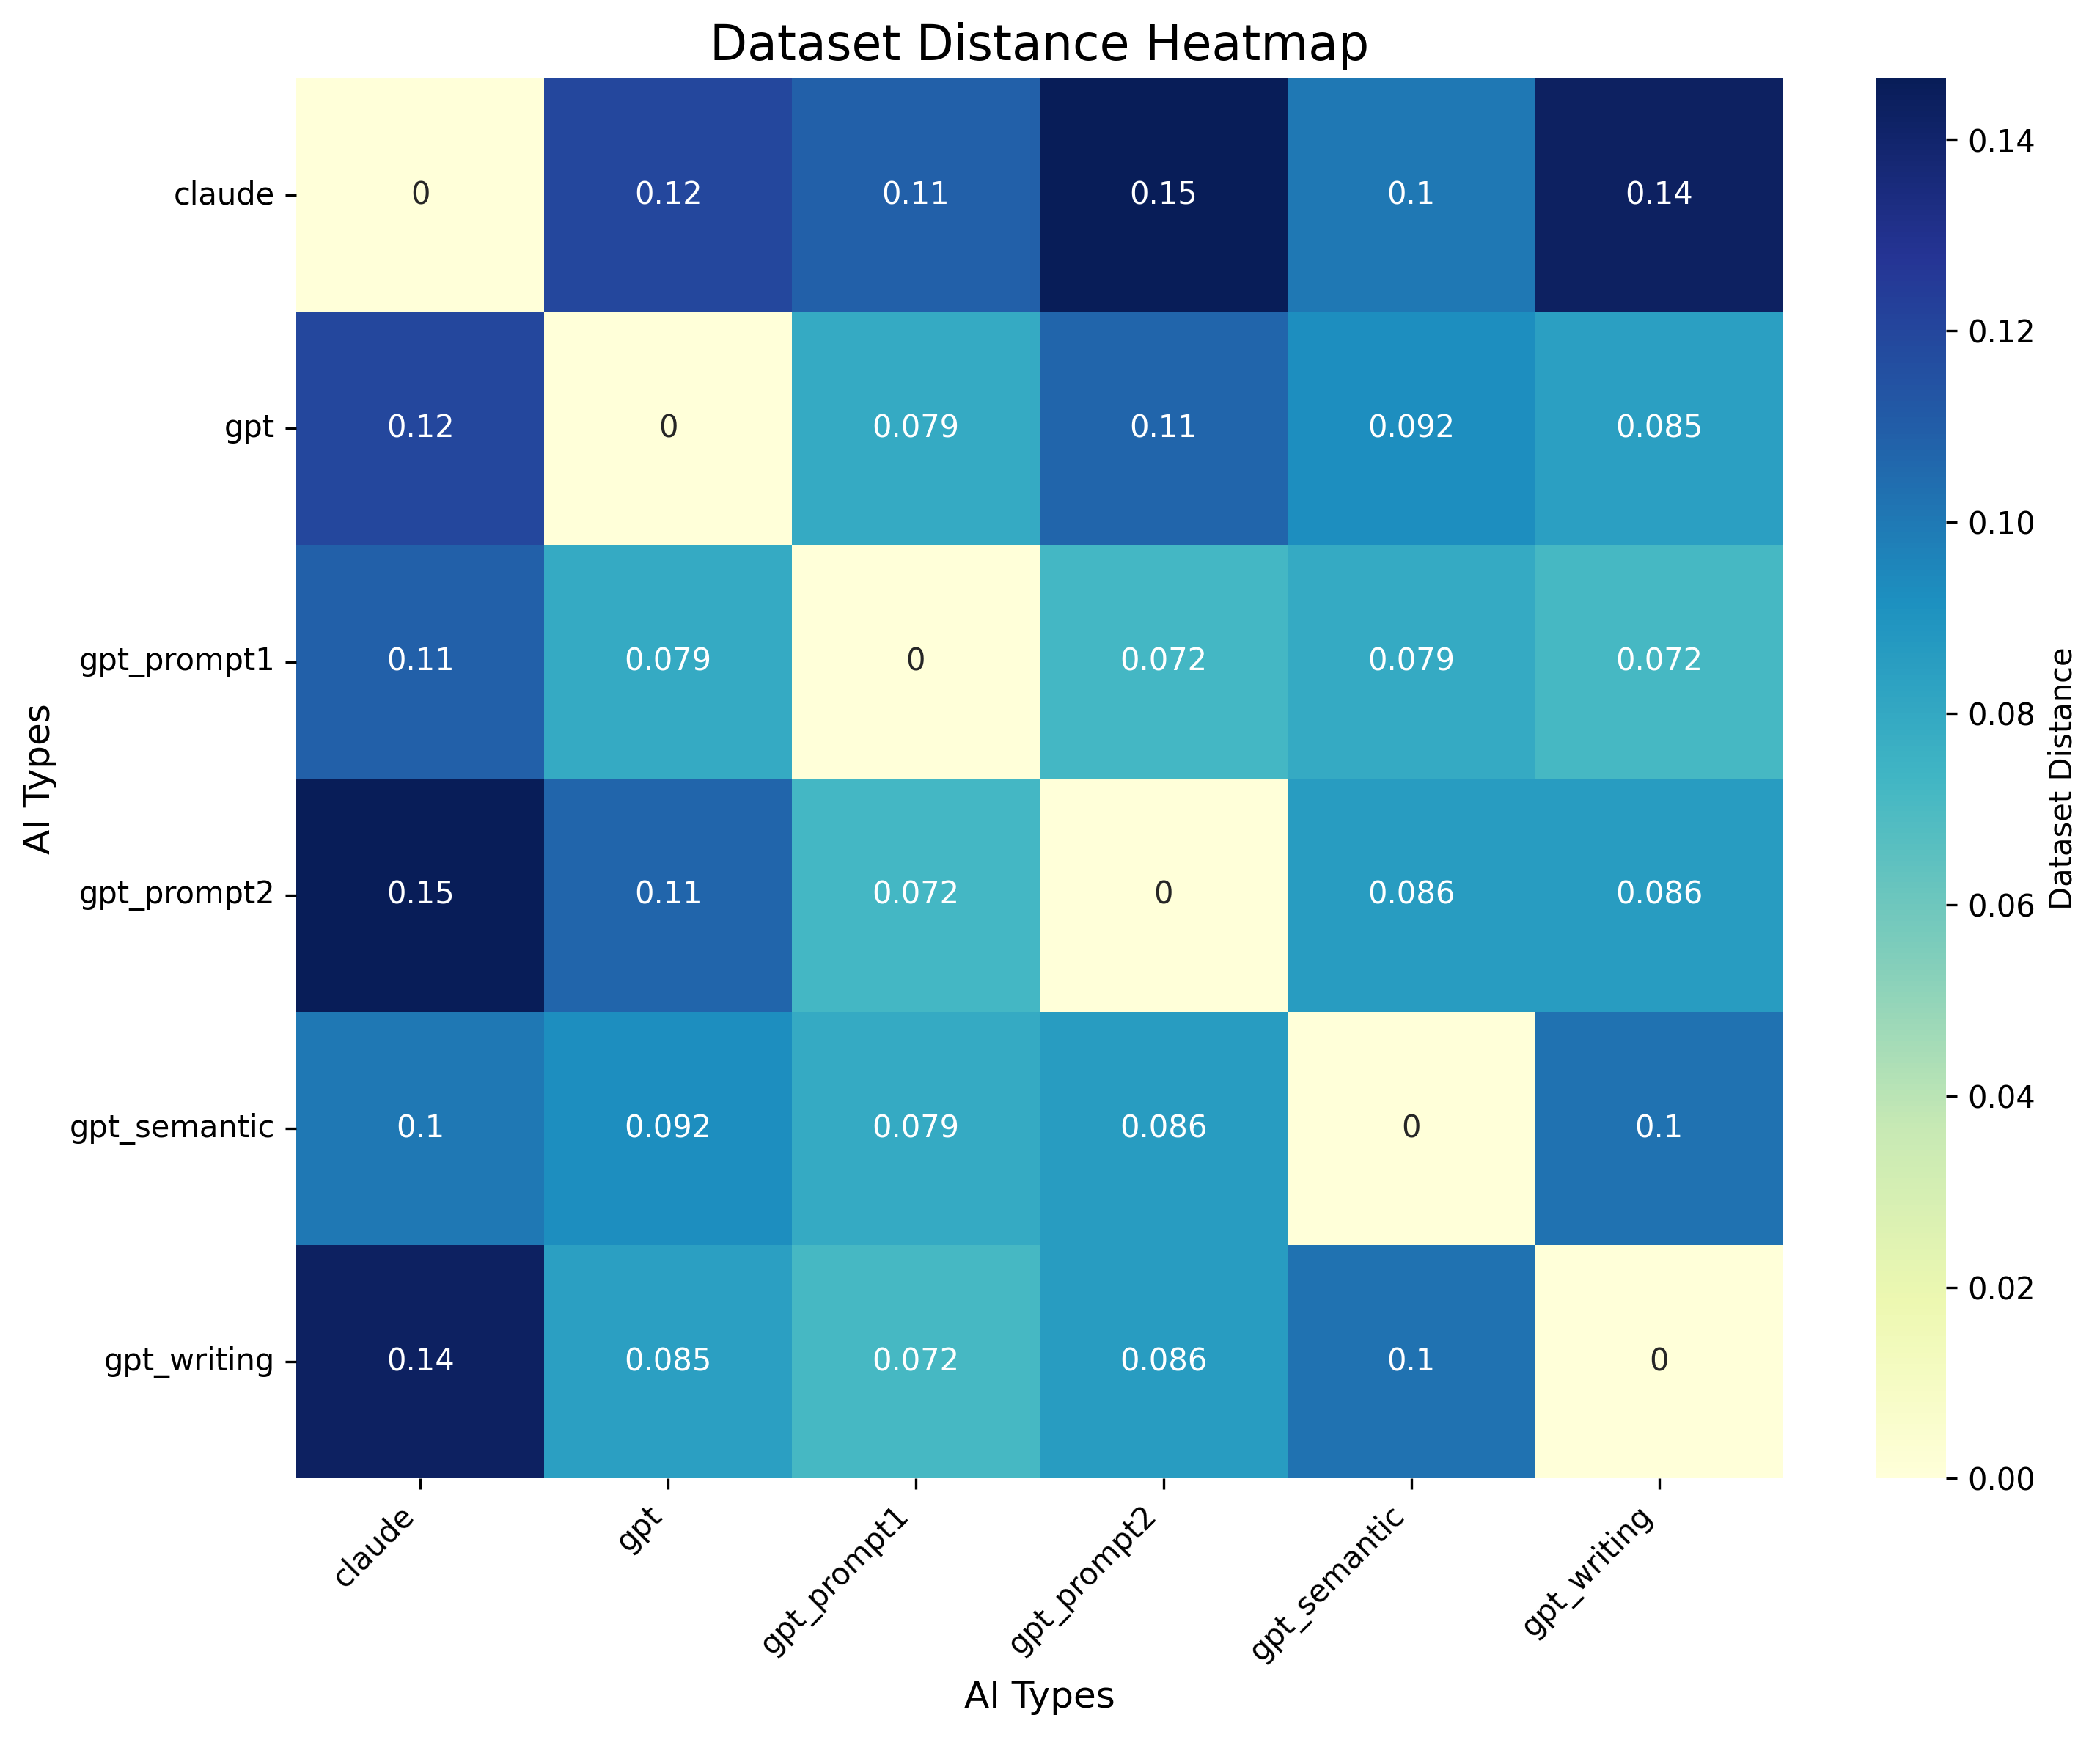 Dataset Distance Heatmap
claude 0 0.12 0.11 0.15 0.1 0.14
gpt 0.12 0 0.079 0.11 0.092 0.085
gpt_prompt1 0.11 0.079 0 0.072 0.079 0.072
gpt_prompt2 0.15 0.11 0.072 0 0.086 0.086
gpt_semantic 0.1 0.092 0.079 0.086 0 0.1
gpt_writing 0.14 0.085 0.072 0.086 0.1 0
AI Types
claude gpt gpt_prompt1 gpt_prompt2 gpt_semantic gpt_writing
AI Types
0.14
0.12
0.10
0.08
0.06
0.04
0.02
0.00
Dataset Distance